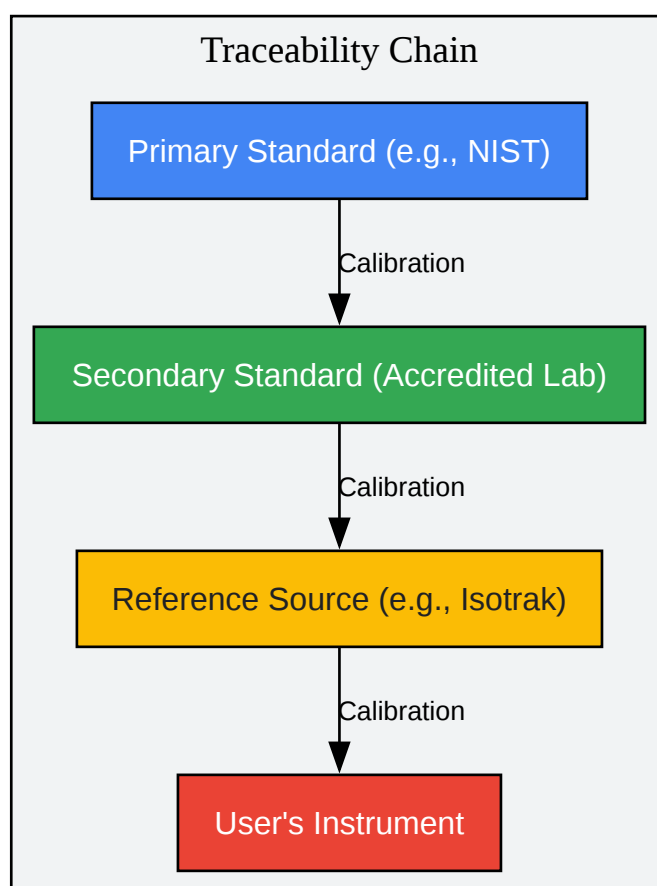 Traceability Chain
Primary Standard (e.g., NIST)
Calibration
Secondary Standard (Accredited Lab)
Calibration
Reference Source (e.g., Isotrak)
Calibration
User's Instrument